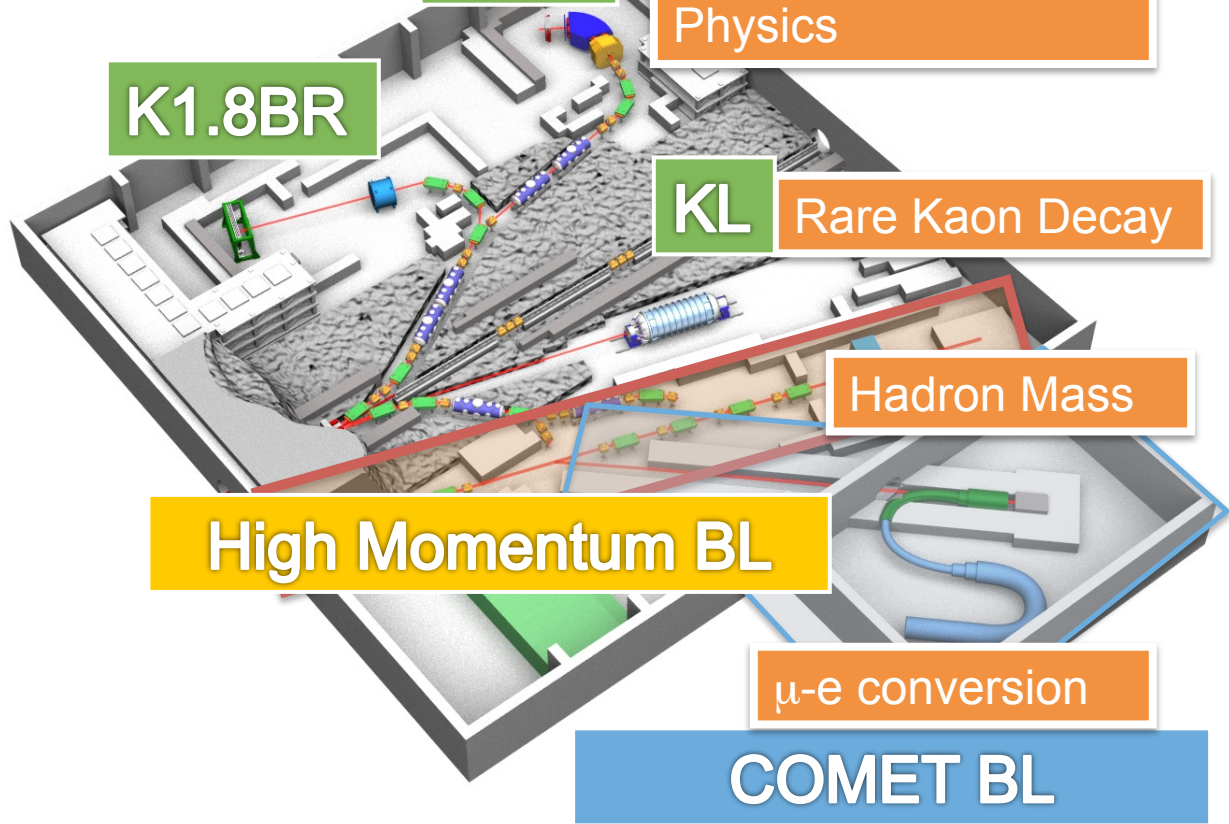 Physics
K1.8BR
KL
Rare Kaon Decay
Hadron Mass
High Momentum BL
μ-e conversion
COMET BL